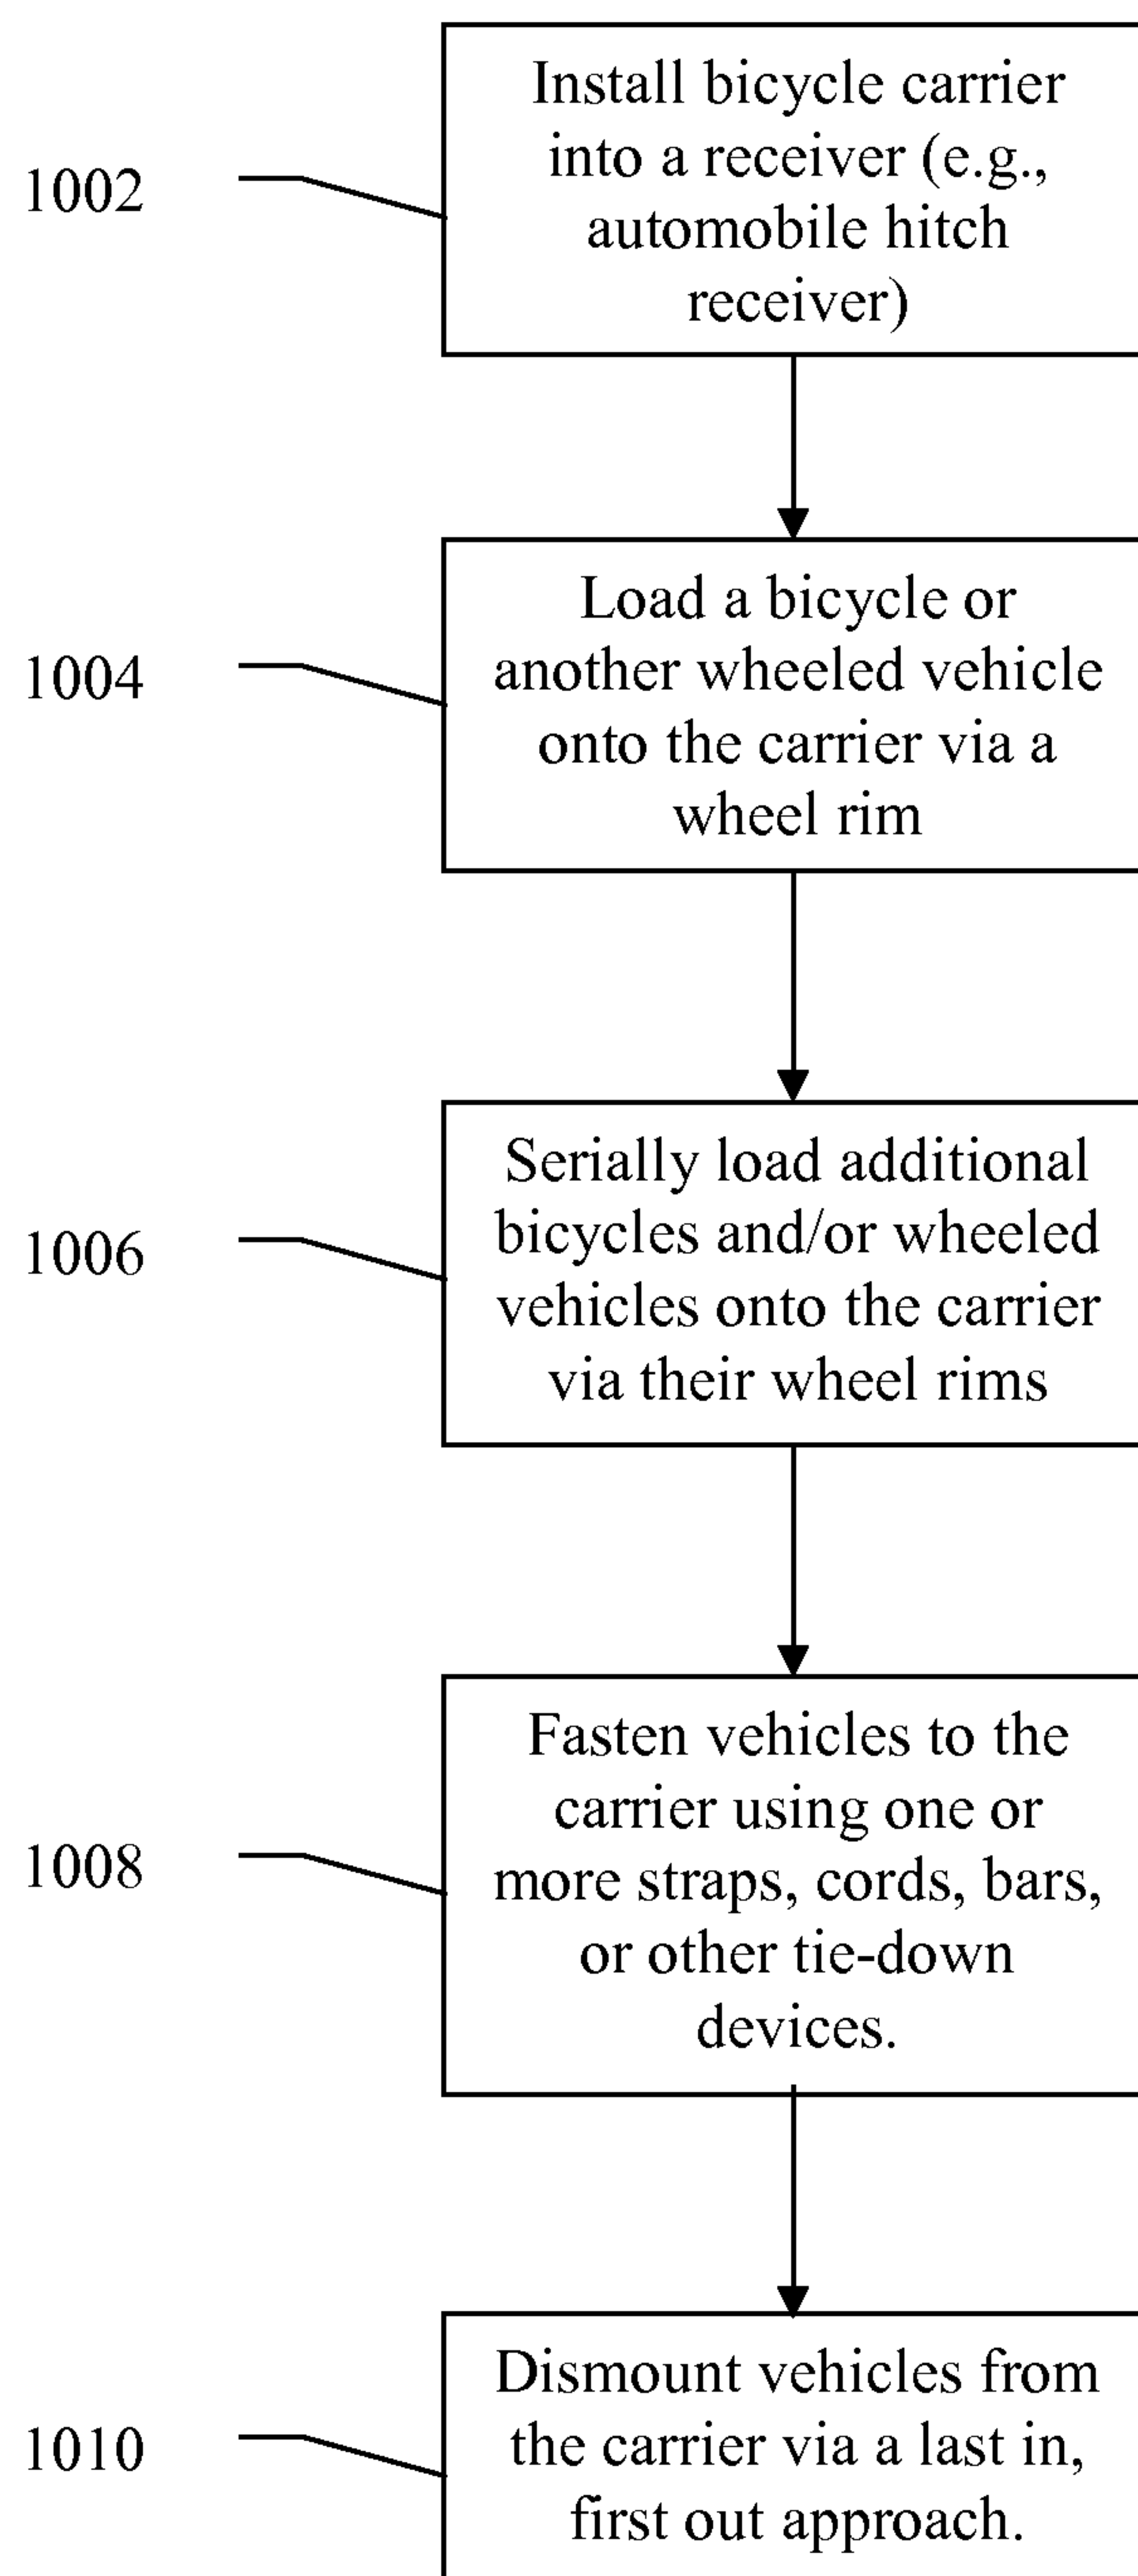 1002
Install bicycle carrier
into a receiver (e.g.,
automobile hitch
receiver)
1004
Load a bicycle or
another wheeled vehicle
onto the carrier via a
wheel rim
1006
Serially load additional
bicycles and/or wheeled
vehicles onto the carrier
via their wheel rims
1008
Fasten vehicles to the
carrier using one or
more straps, cords, bars,
or other tie-down
devices.
1010
Dismount vehicles from
the carrier via a last in,
first out approach.